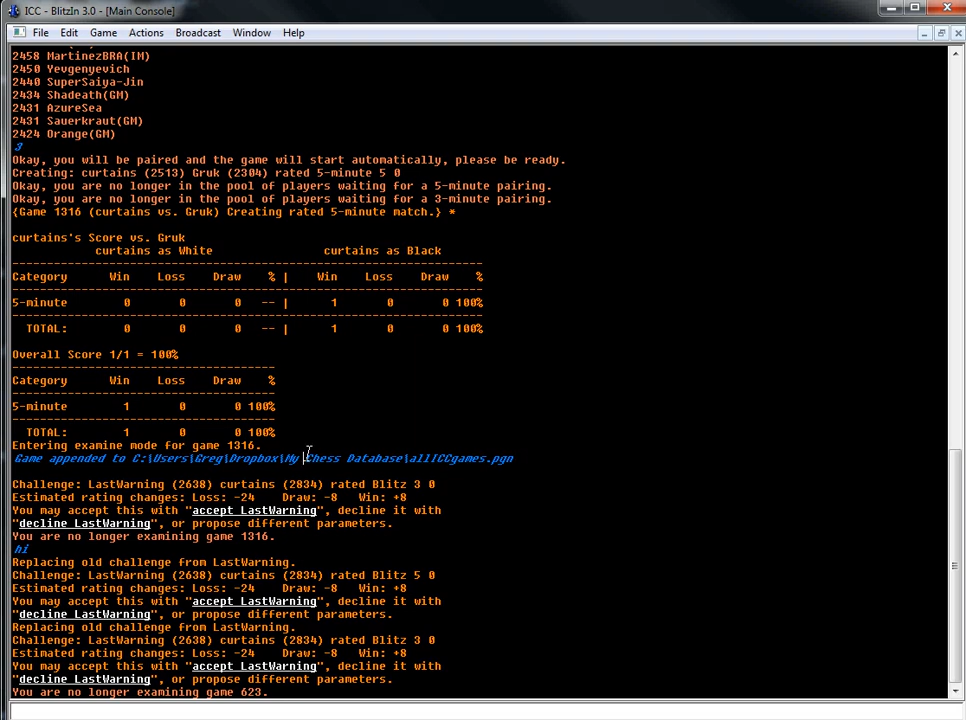 ICC - BlitzIn 3.0 - [Main Console]
File Edit Game Actions Broadcast Window Help
2458 MartinezBRA(IM)
2450 Yevgenyevich
2440 SuperSaiya-Jin
2434 Shadeath(GM)
2431 AzureSea
2431 Sauerkraut(GM)
2424 Orange(GM)
3
Okay, you will be paired and the game will start automatically, please be ready.
Creating: curtains (2513) Gruk (2304) rated 5-minute 5 0
Okay, you are no longer in the pool of players waiting for a 5-minute pairing.
Okay, you are no longer in the pool of players waiting for a 3-minute pairing.
{Game 1316 (curtains vs. Gruk) Creating rated 5-minute match.} *
curtains's Score vs. Gruk
curtains as White curtains as Black
Category Win Loss Draw % | Win Loss Draw %
5-minute 0 0 0 -- | 1 0 0 100%
TOTAL: 0 0 0 -- | 1 0 0 100%
Overall Score 1/1 = 100%
Category Win Loss Draw %
5-minute 1 0 0 100%
TOTAL: 1 0 0 100%
Entering examine mode for game 1316.
Game appended to C:\Users\Greg\Dropbox\My Chess Database\allICCgames.pgn
Challenge: LastWarning (2638) curtains (2834) rated Blitz 3 0
Estimated rating changes: Loss: -24 Draw: -8 Win: +8
You may accept this with "accept LastWarning", decline it with
"decline LastWarning", or propose different parameters.
You are no longer examining game 1316.
hi
Replacing old challenge from LastWarning.
Challenge: LastWarning (2638) curtains (2834) rated Blitz 5 0
Estimated rating changes: Loss: -24 Draw: -8 Win: +8
You may accept this with "accept LastWarning", decline it with
"decline LastWarning", or propose different parameters.
Replacing old challenge from LastWarning.
Challenge: LastWarning (2638) curtains (2834) rated Blitz 3 0
Estimated rating changes: Loss: -24 Draw: -8 Win: +8
You may accept this with "accept LastWarning", decline it with
"decline LastWarning", or propose different parameters.
You are no longer examining game 623.